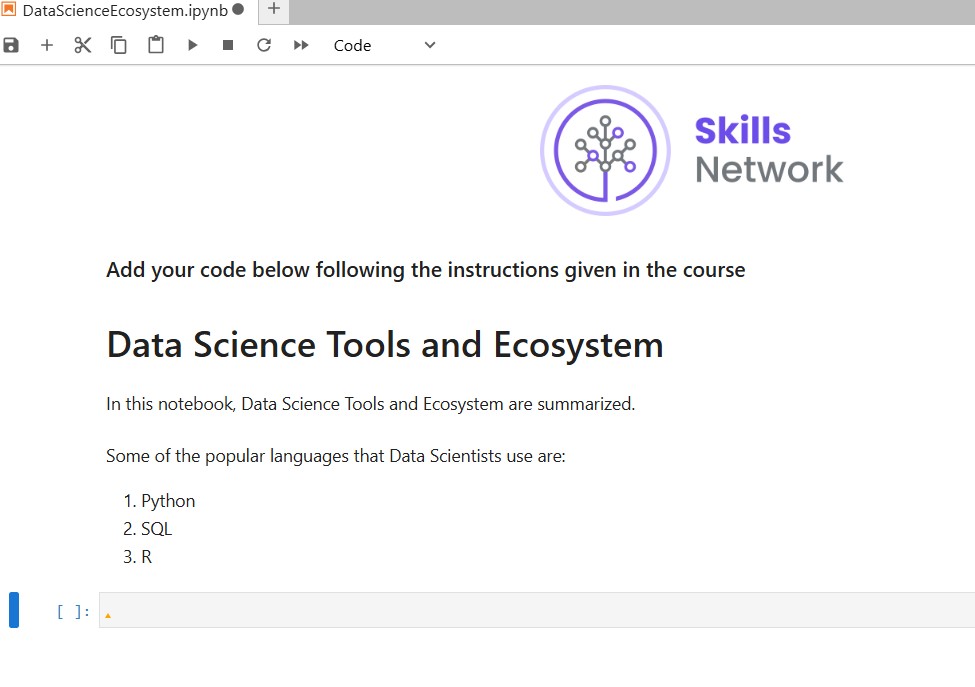 DataScienceEcosystem.ipynb
Code
Skills
Network
Add your code below following the instructions given in the course
Data Science Tools and Ecosystem
In this notebook, Data Science Tools and Ecosystem are summarized.
Some of the popular languages that Data Scientists use are:
1. Python
2. SQL
3. R
[ ]: